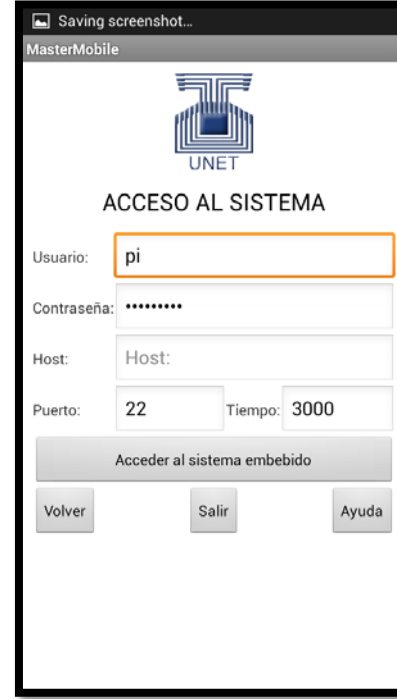 Saving screenshot...
MasterMobile
UNET
ACCESO AL SISTEMA
Usuario: pi
Contraseña: •••••••••
Host: Host:
Puerto: 22 Tiempo: 3000
Acceder al sistema embebido
Volver Salir Ayuda